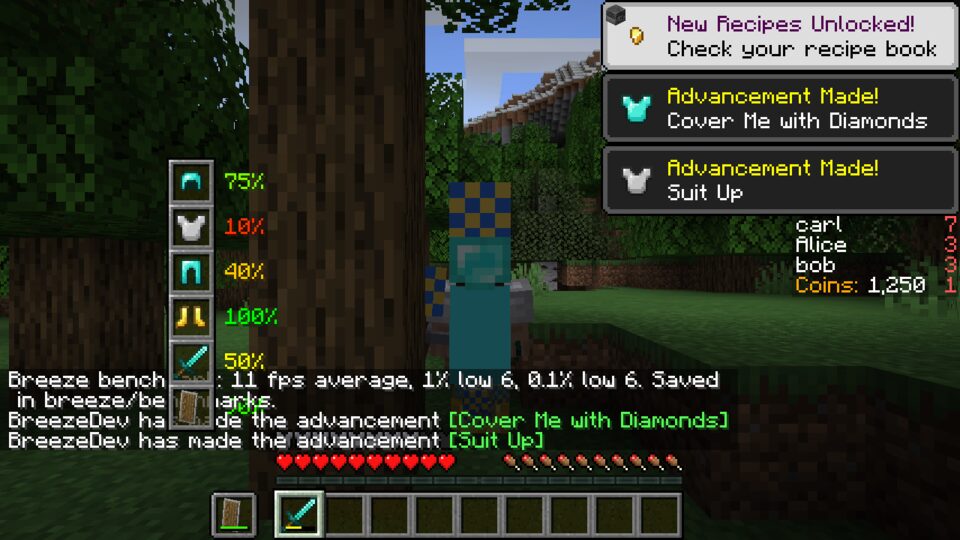 New Recipes Unlocked!
Check your recipe book
Advancement Made!
Cover Me with Diamonds
Advancement Made!
Suit Up
carl 7
Alice 3
bob 3
Coins: 1,250 1
75%
10%
40%
100%
50%
Breeze bench : 11 fps average, 1% low 6, 0.1% low 6. Saved
in breeze/be marks.
BreezeDev ha de the advancement [Cover Me with Diamonds]
BreezeDev has made the advancement [Suit Up]